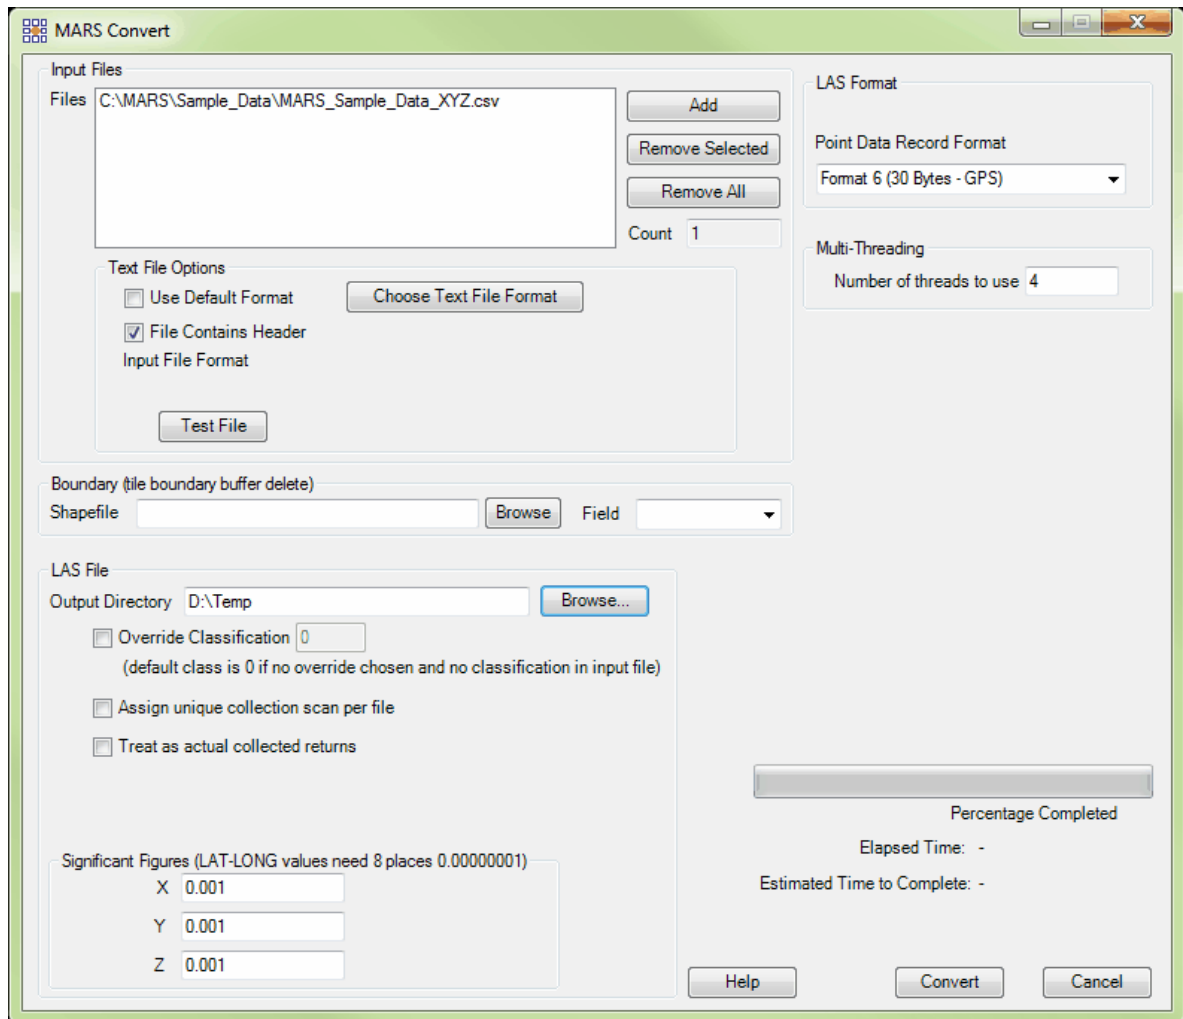 MARS Convert
Input Files
Files C:\MARS\Sample_Data\MARS_Sample_Data_XYZ.csv
Add
Remove Selected
Remove All
Count 1
Text File Options
Use Default Format Choose Text File Format
File Contains Header
Input File Format
Test File
LAS Format
Point Data Record Format
Format 6 (30 Bytes - GPS)
Multi-Threading
Number of threads to use 4
Boundary (tile boundary buffer delete)
Shapefile Browse Field
LAS File
Output Directory D:\Temp Browse...
Override Classification 0
(default class is 0 if no override chosen and no classification in input file)
Assign unique collection scan per file
Treat as actual collected returns
Significant Figures (LAT-LONG values need 8 places 0.00000001)
X 0.001
Y 0.001
Z 0.001
Percentage Completed
Elapsed Time: -
Estimated Time to Complete: -
Help Convert Cancel